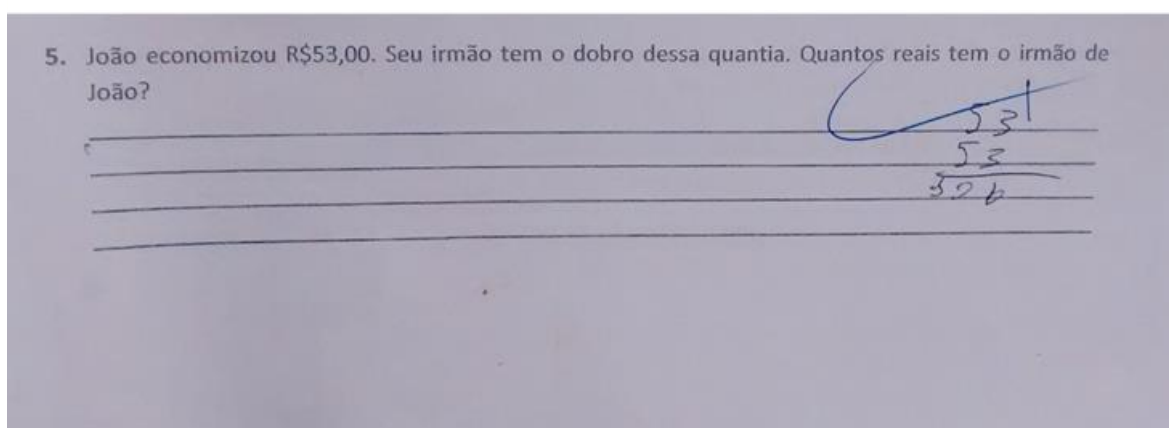 5. João economizou R$53,00. Seu irmão tem o dobro dessa quantia. Quantos reais tem o irmão de
João?
53
53